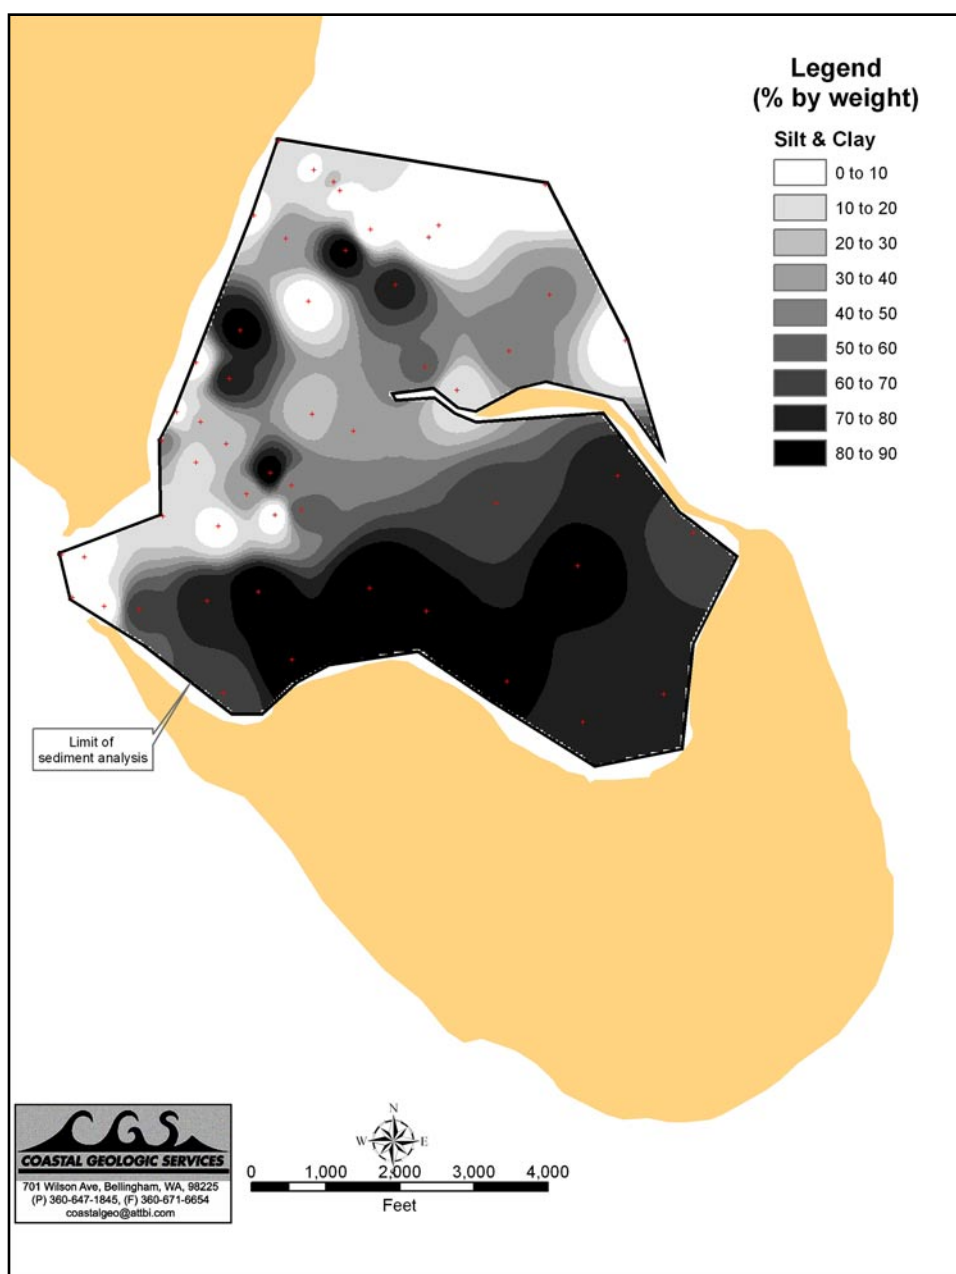 Legend
(% by weight)
Silt & Clay
0 to 10
10 to 20
20 to 30
30 to 40
40 to 50
50 to 60
60 to 70
70 to 80
80 to 90
Limit of
sediment analysis
CGS
COASTAL GEOLOGIC SERVICES
701 Wilson Ave, Bellingham, WA, 98225
(P) 360-647-1845, (F) 360-671-6654
coastalgeo@attbi.com
N
W E
S
0 1,000 2,000 3,000 4,000
Feet